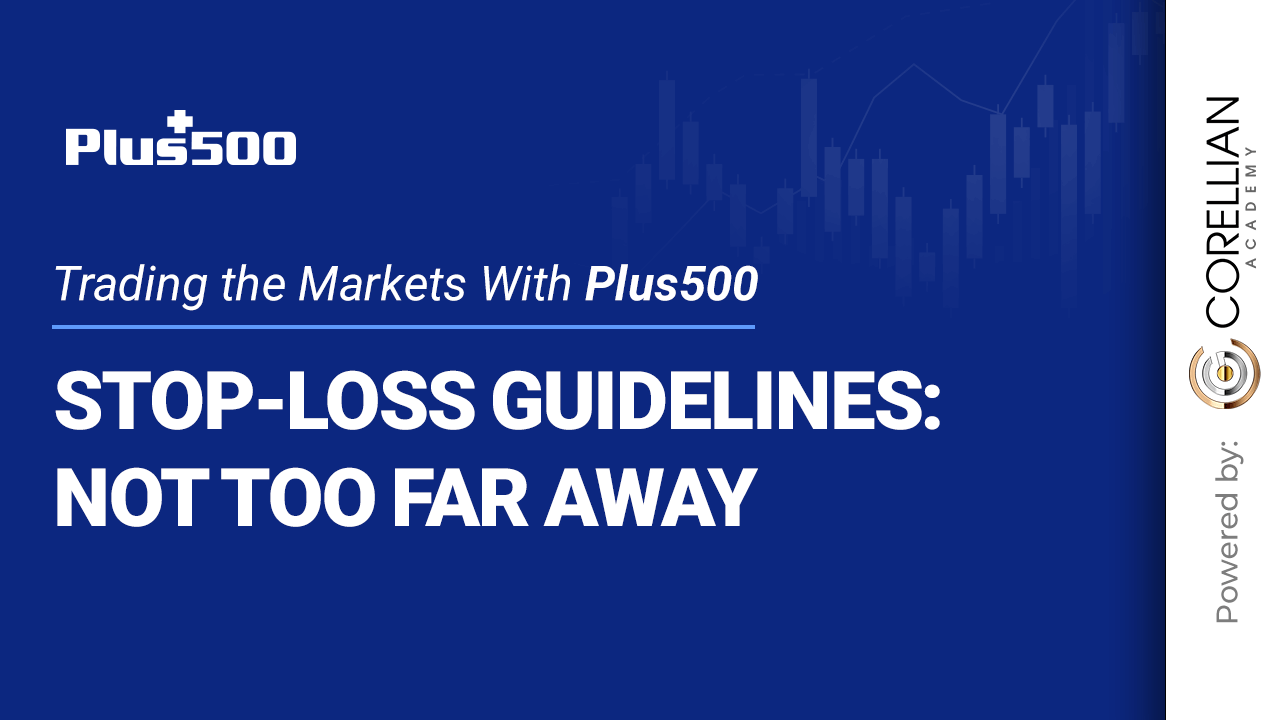 Plus500
Trading the Markets With Plus500
STOP-LOSS GUIDELINES:
NOT TOO FAR AWAY
Powered by:
CORELLIAN
ACADEMY